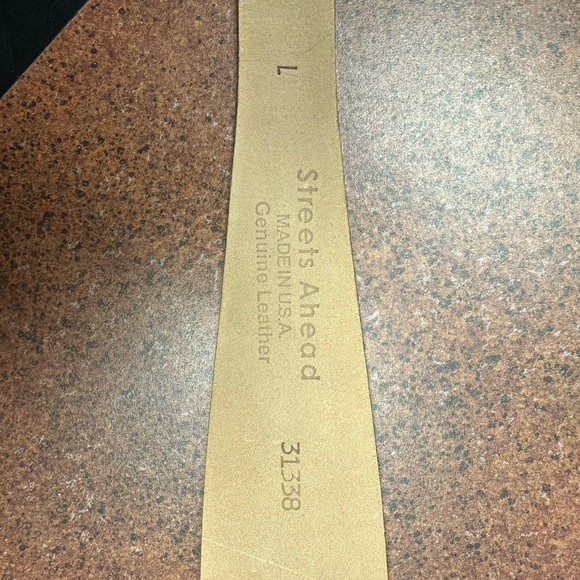 L
Streets Ahead
MADE IN U.S.A.
Genuine Leather
31338